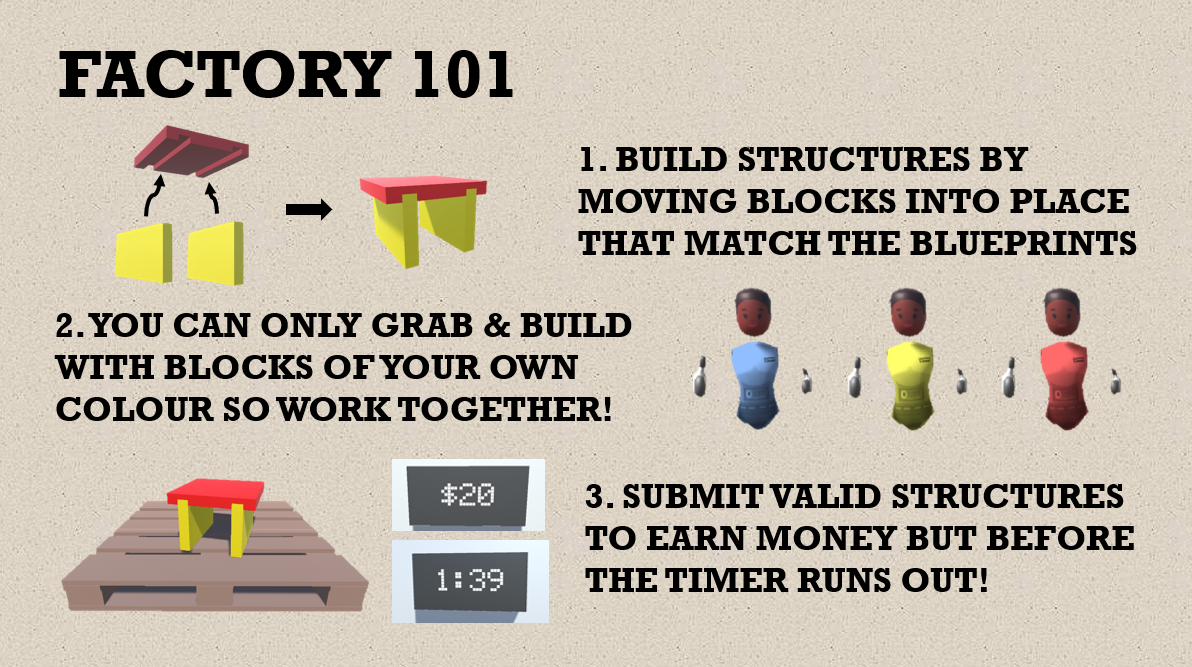 FACTORY 101
1. BUILD STRUCTURES BY
MOVING BLOCKS INTO PLACE
THAT MATCH THE BLUEPRINTS
2. YOU CAN ONLY GRAB & BUILD
WITH BLOCKS OF YOUR OWN
COLOUR SO WORK TOGETHER!
$20
1:39
3. SUBMIT VALID STRUCTURES
TO EARN MONEY BUT BEFORE
THE TIMER RUNS OUT!